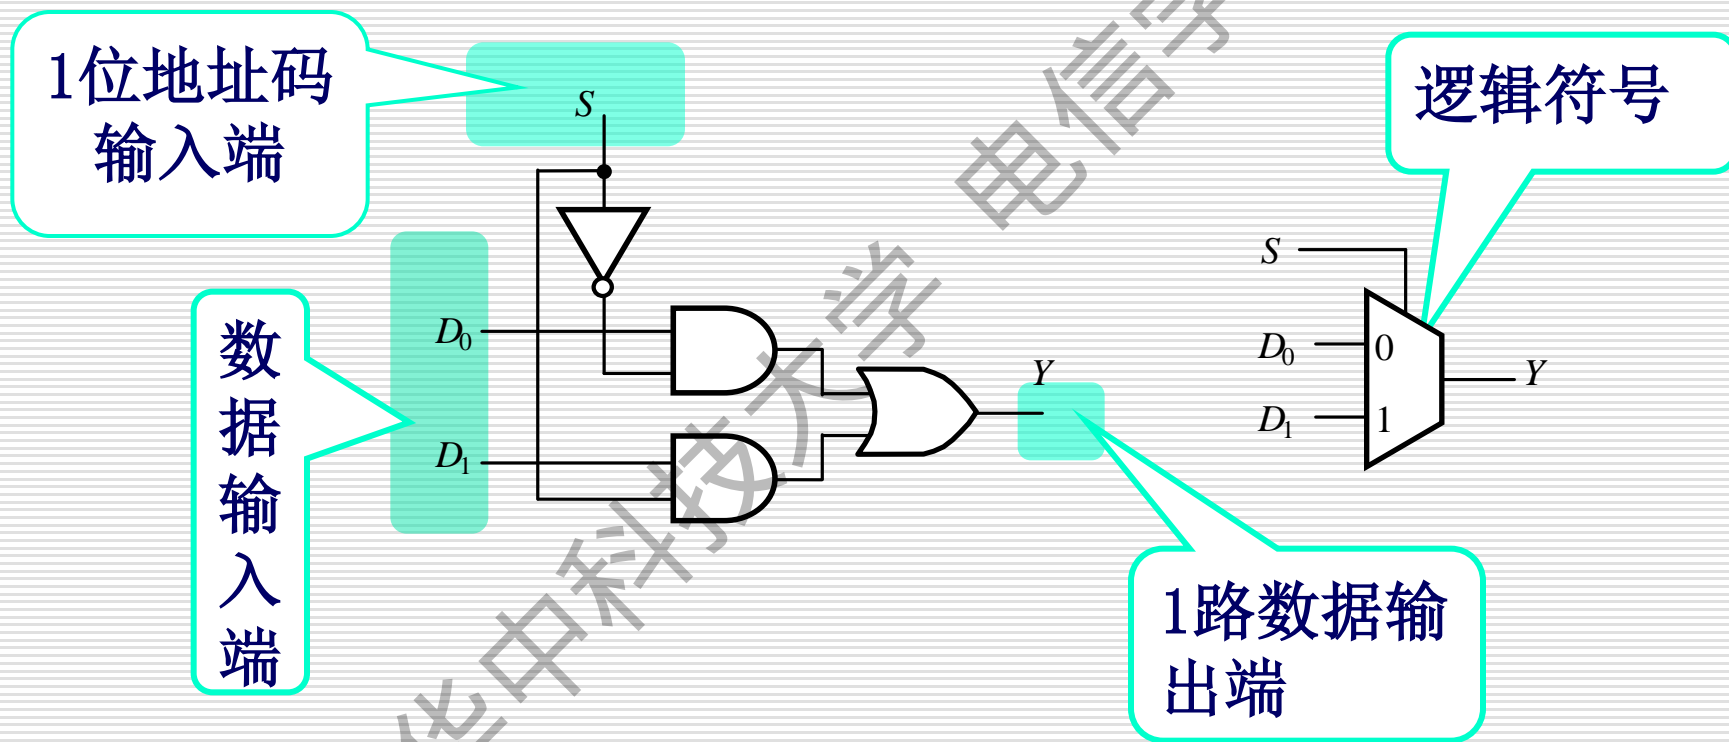 1位地址码
输入端
S
逻辑符号
数
据
输
入
端
D0
D1
Y
S
D0
0
D1
1
Y
1路数据输
出端
华中科技大学 电信学